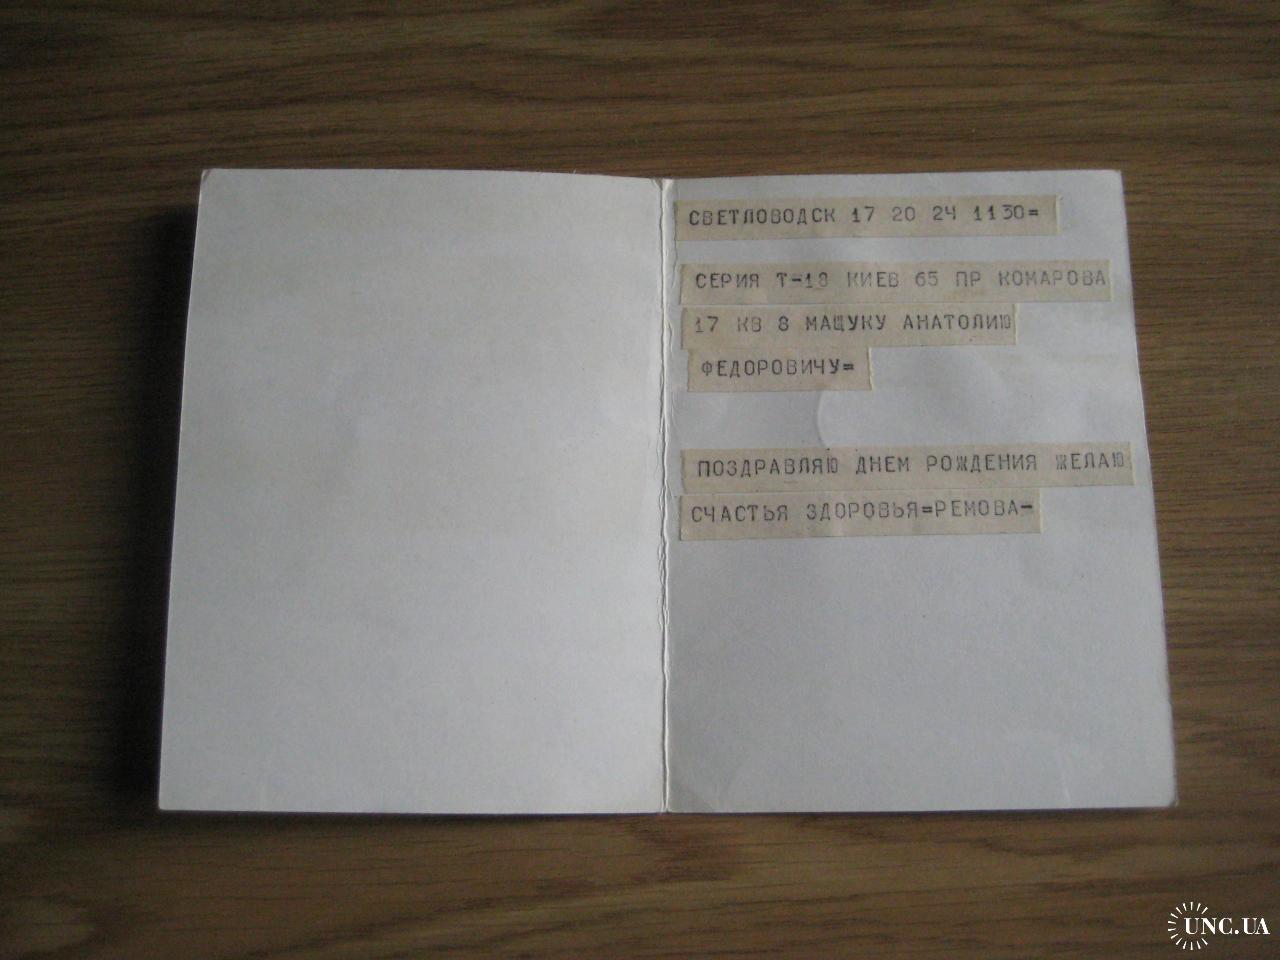 СВЕТЛОВОДСК 17 20 24 1130=
СЕРИЯ Т-18 КИЕВ 65 ПР КОМАРОВА
17 КВ 8 МАЩУКУ АНАТОЛИЮ
ФЕДОРОВИЧУ=
ПОЗДРАВЛЯЮ ДНЕМ РОЖДЕНИЯ ЖЕЛАЮ
СЧАСТЬЯ ЗДОРОВЬЯ=РЕМОВА-
UNC.UA